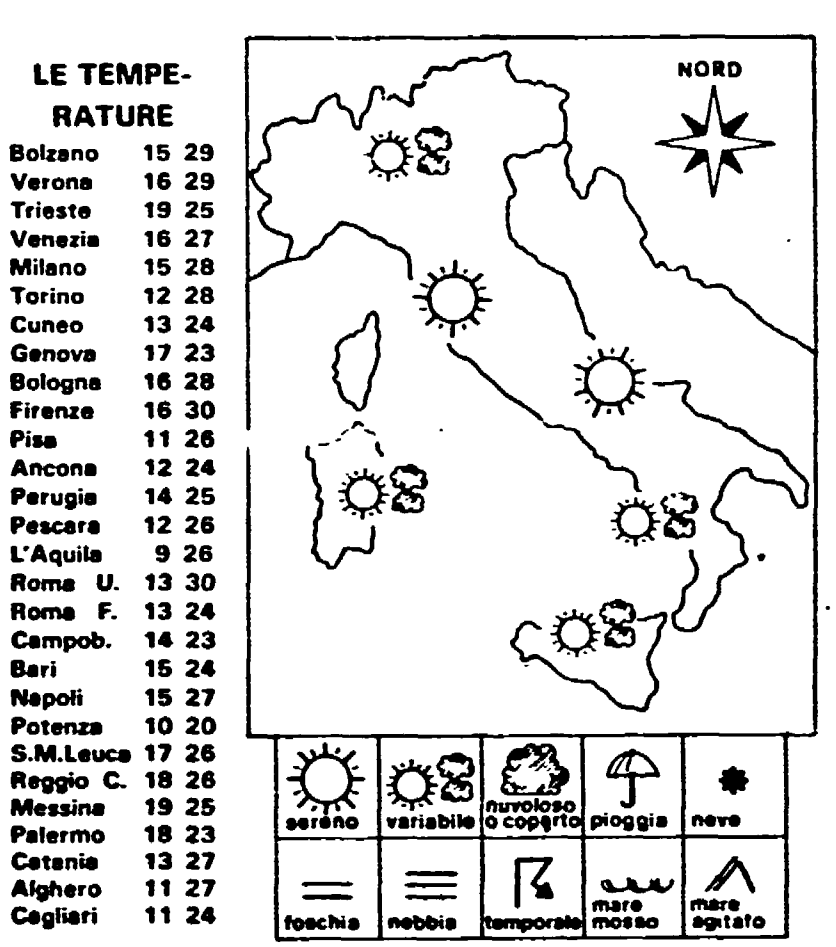 LE TEMPE-
RATURE
Bolzano 15 29
Verona 16 29
Trieste 19 25
Venezia 16 27
Milano 15 28
Torino 12 28
Cuneo 13 24
Genova 17 23
Bologna 16 28
Firenze 16 30
Pisa 11 26
Ancona 12 24
Perugia 14 25
Pescara 12 26
L'Aquila 9 26
Roma U. 13 30
Roma F. 13 24
Campob. 14 23
Bari 15 24
Napoli 15 27
Potenza 10 20
S.M.Leuca 17 26
Reggio C. 18 26
Messina 19 25
Palermo 18 23
Catania 13 27
Alghero 11 27
Cagliari 11 24
NORD
sereno
variabile
nuvoloso
o coperto
pioggia
neve
foschia
nebbia
temporale
mare
mosso
mare
agitato